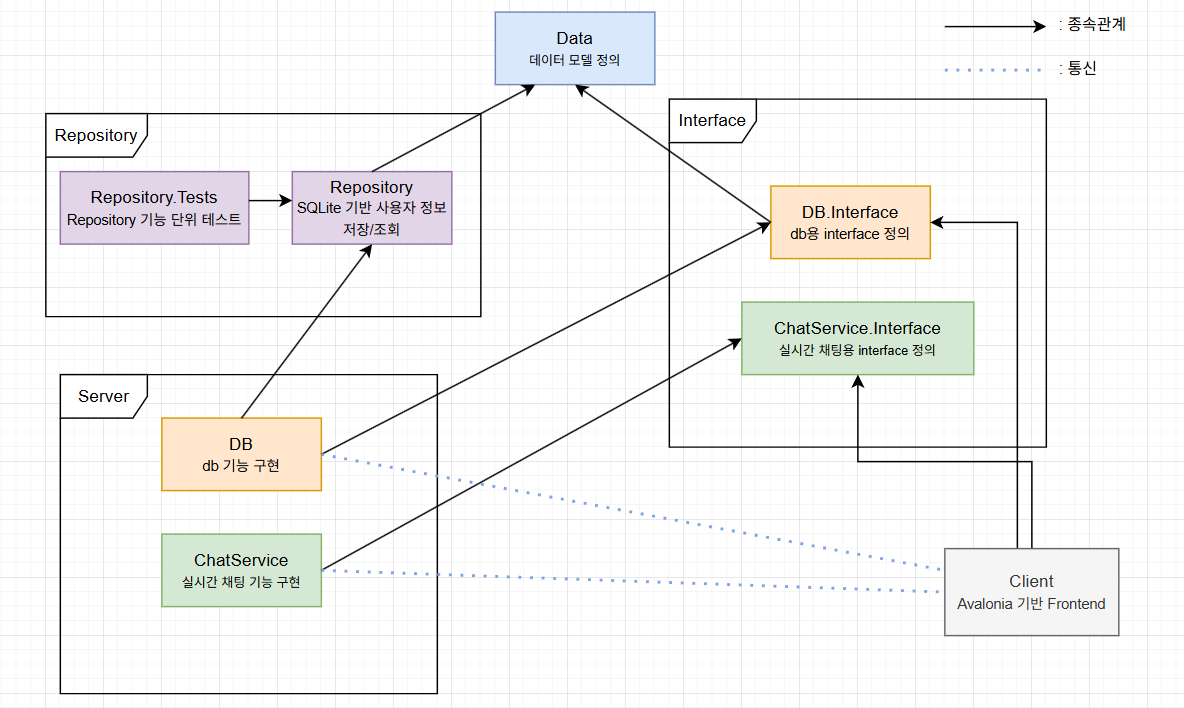 Data
데이터 모델 정의
: 종속관계
: 통신
Repository
Repository.Tests
Repository 기능 단위 테스트
Repository
SQLite 기반 사용자 정보
저장/조회
Interface
DB.Interface
db용 interface 정의
ChatService.Interface
실시간 채팅용 interface 정의
Server
DB
db 기능 구현
ChatService
실시간 채팅 기능 구현
Client
Avalonia 기반 Frontend